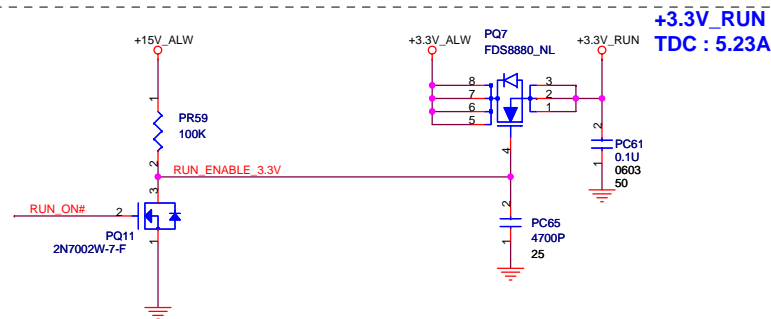 +3.3V_RUN
TDC : 5.23A
+15V_ALW
+3.3V_ALW
PQ7
FDS8880_NL
+3.3V_RUN
8
7
6
5
3
2
1
4
1
PR59
100K
2
RUN_ENABLE_3.3V
2
PC61
0.1U
0603
50
1
RUN_ON#
2
3
1
PQ11
2N7002W-7-F
2
PC65
4700P
25
1